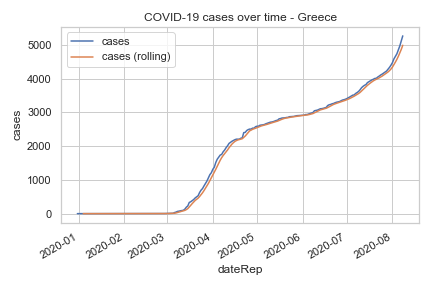 COVID-19 cases over time - Greece
cases
cases (rolling)
cases
5000
4000
3000
2000
1000
0
2020-01
2020-02
2020-03
2020-04
2020-05
2020-06
2020-07
2020-08
dateRep